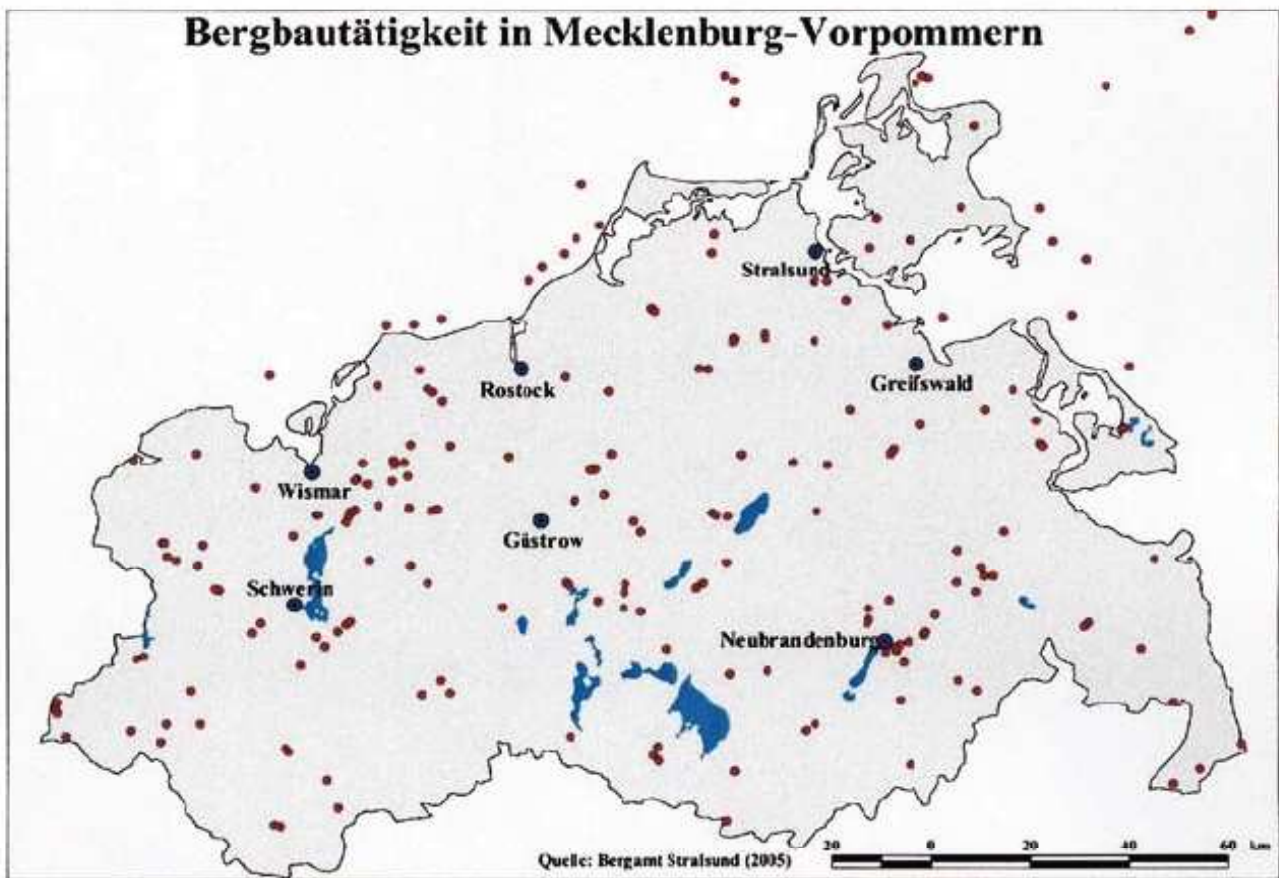 Bergbautätigkeit in Mecklenburg-Vorpommern
Stralsund
Rostock
Greifswald
Wismar
Güstrow
Schwerin
Neubrandenburg
Quelle: Bergamt Stralsund (2005)
20 0 20 40 60 km